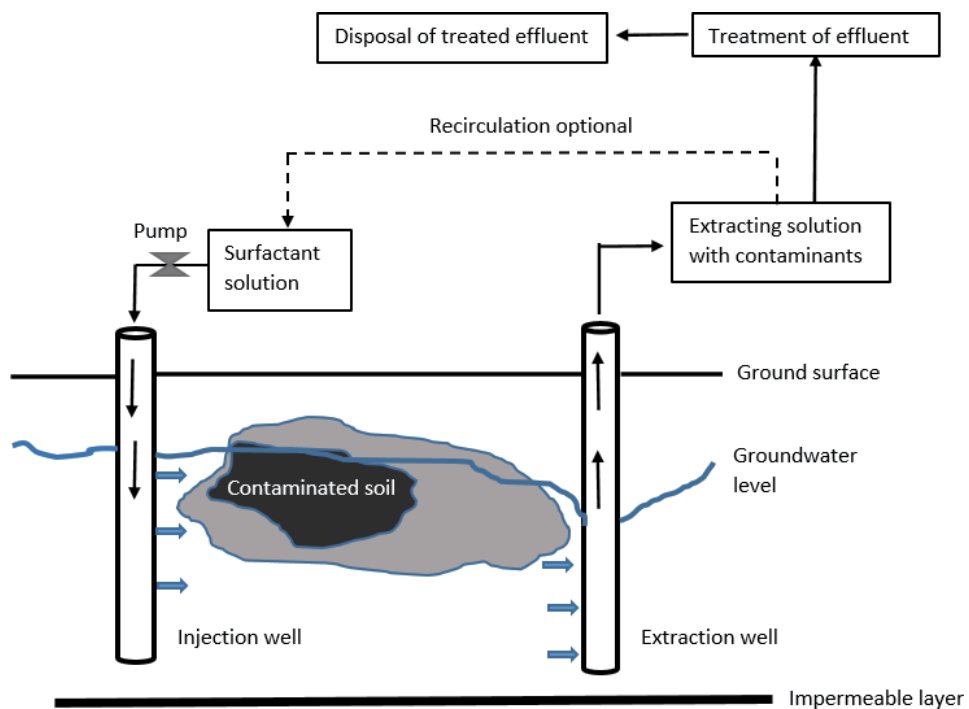 Disposal of treated effluent
Treatment of effluent
Recirculation optional
Pump
Surfactant
solution
Extracting solution
with contaminants
Ground surface
Groundwater
level
Contaminated soil
Injection well
Extraction well
Impermeable layer